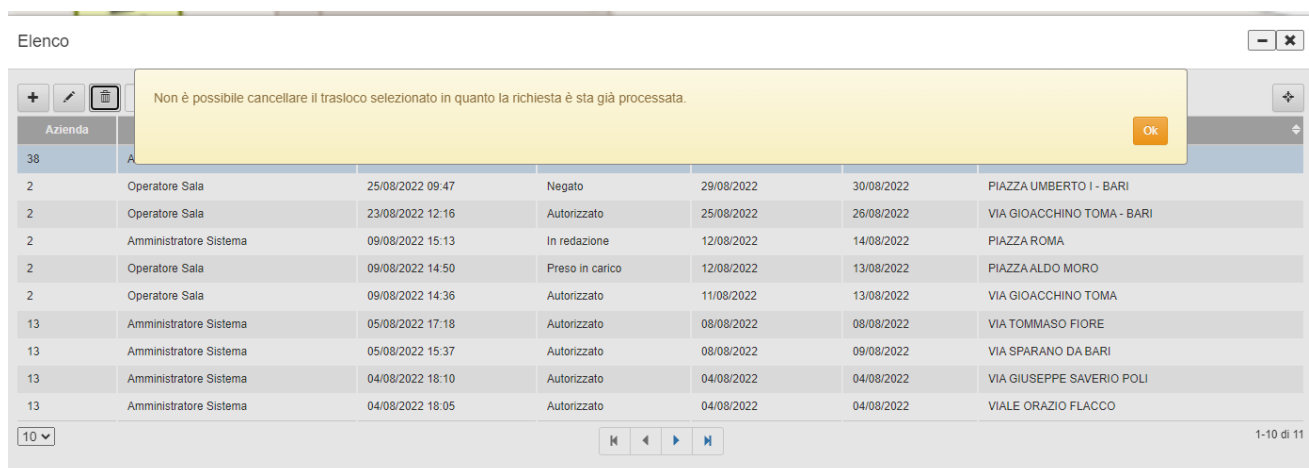 Elenco
Non è possibile cancellare il trasloco selezionato in quanto la richiesta è sta già processata.
Ok
Azienda
38 A
2 Operatore Sala 25/08/2022 09:47 Negato 29/08/2022 30/08/2022 PIAZZA UMBERTO I - BARI
2 Operatore Sala 23/08/2022 12:16 Autorizzato 25/08/2022 26/08/2022 VIA GIOACCHINO TOMA - BARI
2 Amministratore Sistema 09/08/2022 15:13 In redazione 12/08/2022 14/08/2022 PIAZZA ROMA
2 Operatore Sala 09/08/2022 14:50 Preso in carico 12/08/2022 13/08/2022 PIAZZA ALDO MORO
2 Operatore Sala 09/08/2022 14:36 Autorizzato 11/08/2022 13/08/2022 VIA GIOACCHINO TOMA
13 Amministratore Sistema 05/08/2022 17:18 Autorizzato 08/08/2022 08/08/2022 VIA TOMMASO FIORE
13 Amministratore Sistema 05/08/2022 15:37 Autorizzato 08/08/2022 09/08/2022 VIA SPARANO DA BARI
13 Amministratore Sistema 04/08/2022 18:10 Autorizzato 04/08/2022 04/08/2022 VIA GIUSEPPE SAVERIO POLI
13 Amministratore Sistema 04/08/2022 18:05 Autorizzato 04/08/2022 04/08/2022 VIALE ORAZIO FLACCO
10 1-10 di 11